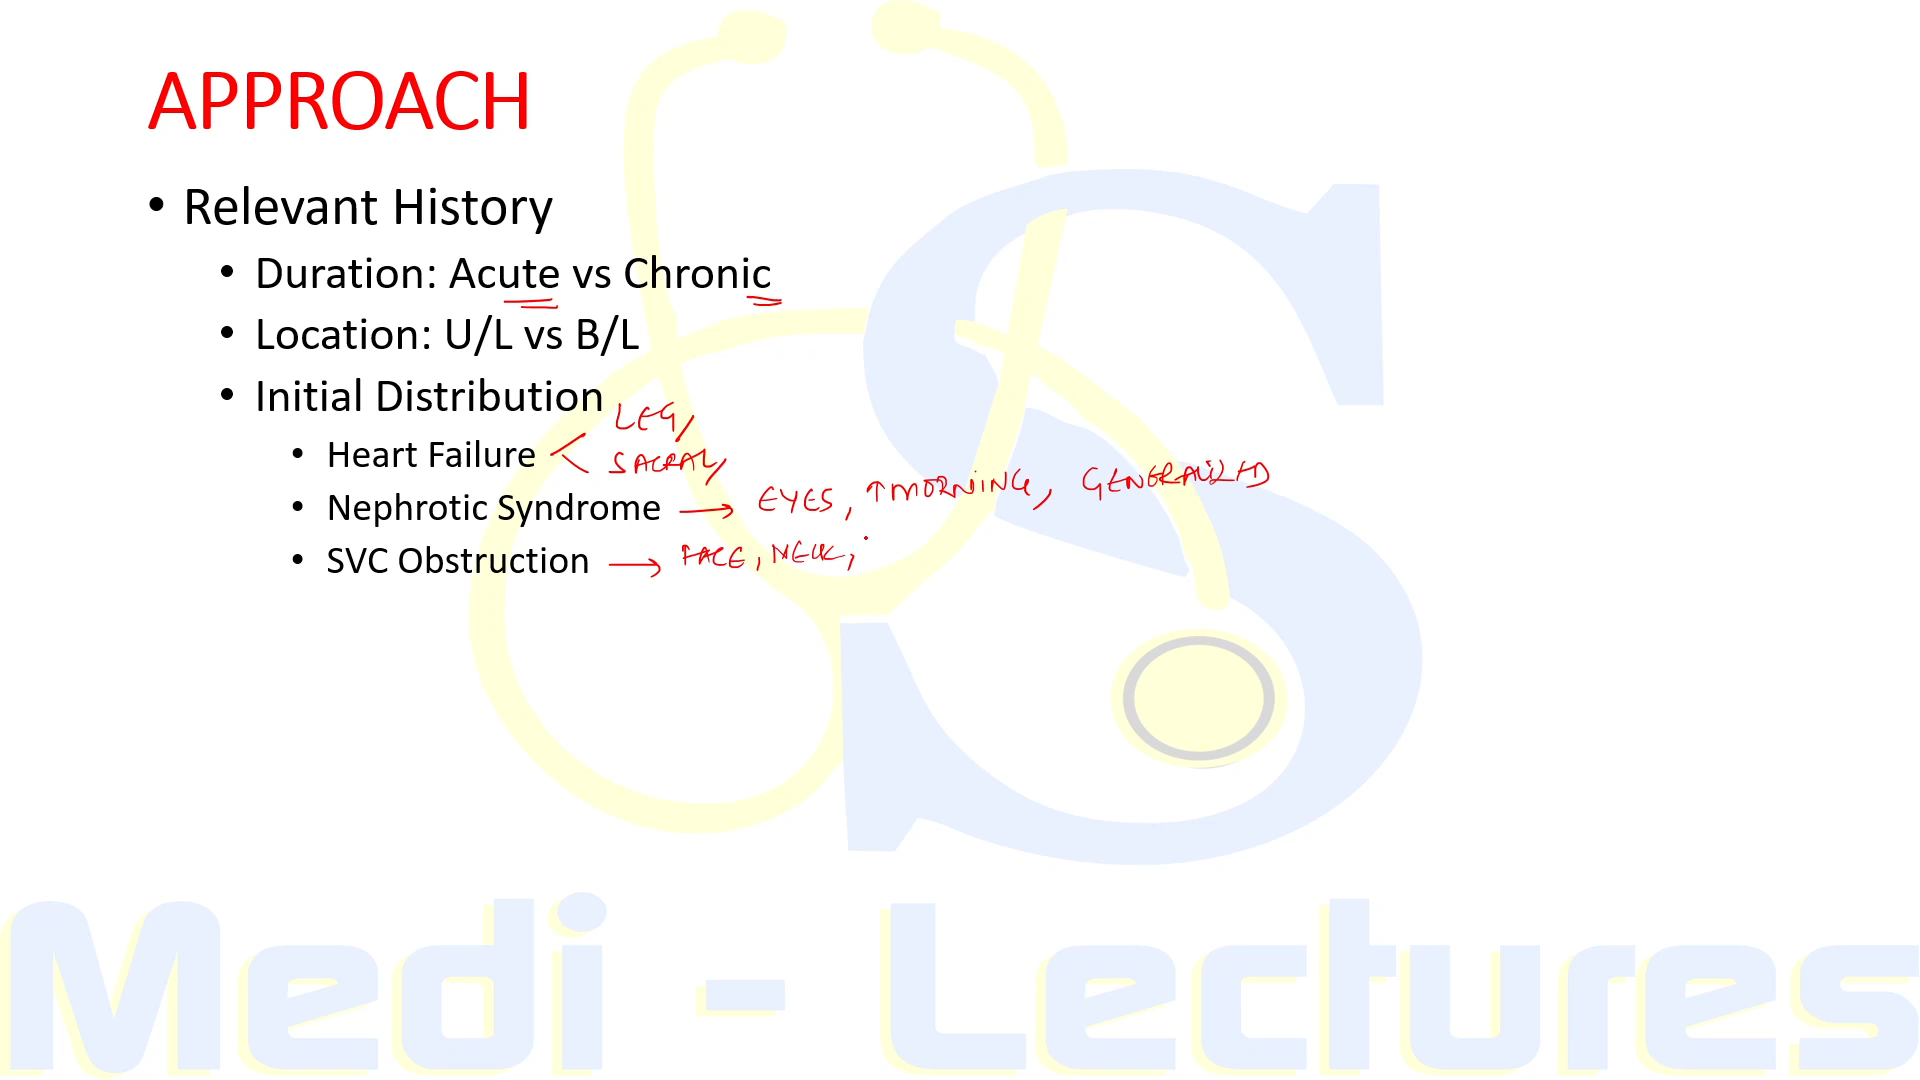 APPROACH
• Relevant History
• Duration: Acute vs Chronic
• Location: U/L vs B/L
• Initial Distribution
LEG,
• Heart Failure < SACRAL,
• Nephrotic Syndrome → EYES, ↑MORNING, GENERALIZED
• SVC Obstruction → FACE, NECK,
Medi - Lectures